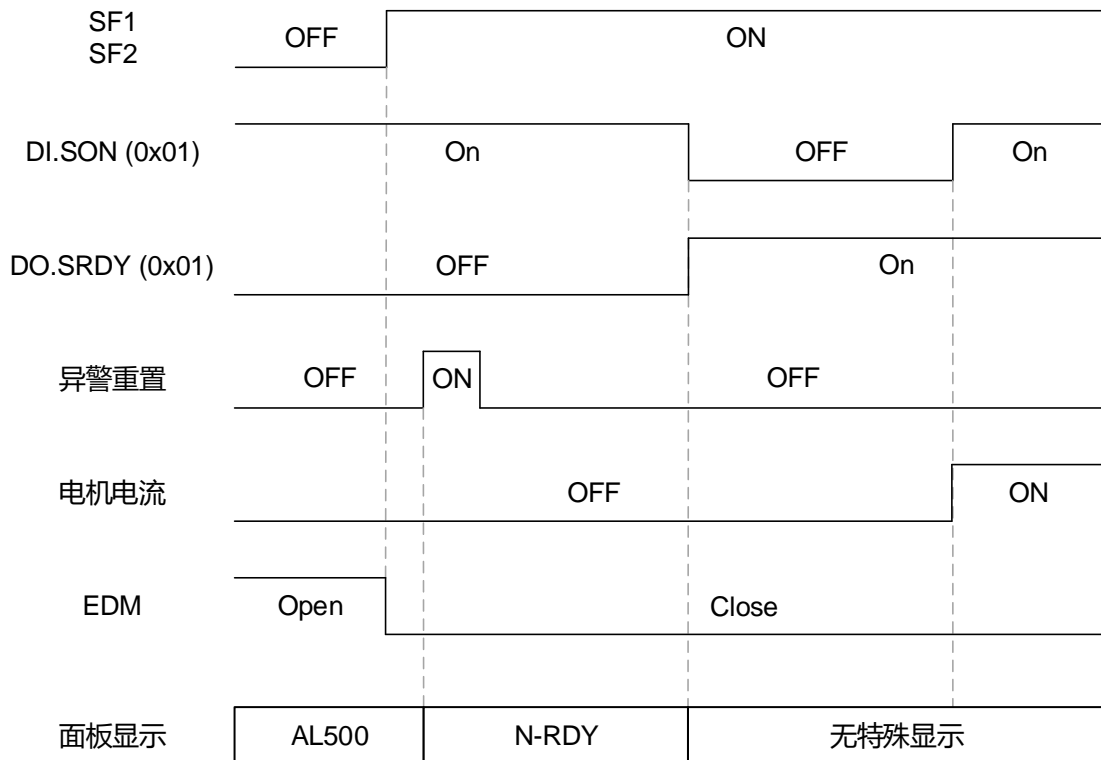 SF1
SF2
OFF
ON
DI.SON (0x01)
On
OFF
On
DO.SRDY (0x01)
OFF
On
异警重置
OFF
ON
OFF
电机电流
OFF
ON
EDM
Open
Close
面板显示
AL500
N-RDY
无特殊显示